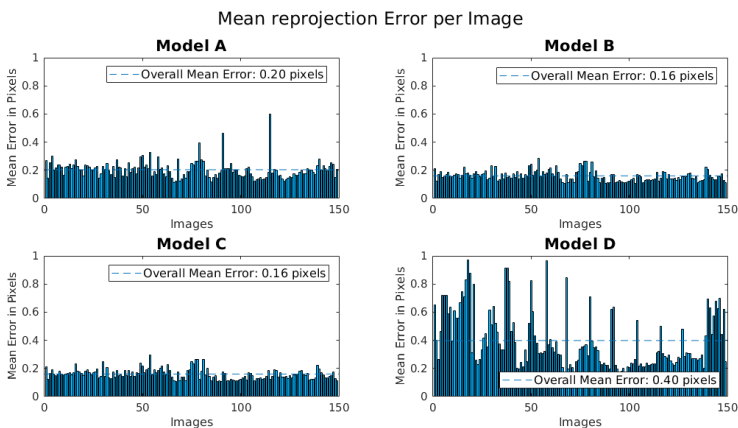 Mean reprojection Error per Image
Model A
Mean Error in Pixels
1
0.8
0.6
0.4
0.2
0
Overall Mean Error: 0.20 pixels
0
50
100
150
Images
Model B
Mean Error in Pixels
1
0.8
0.6
0.4
0.2
0
Overall Mean Error: 0.16 pixels
0
50
100
150
Images
Model C
Mean Error in Pixels
1
0.8
0.6
0.4
0.2
0
Overall Mean Error: 0.16 pixels
0
50
100
150
Images
Model D
Mean Error in Pixels
1
0.8
0.6
0.4
0.2
0
Overall Mean Error: 0.40 pixels
0
50
100
150
Images